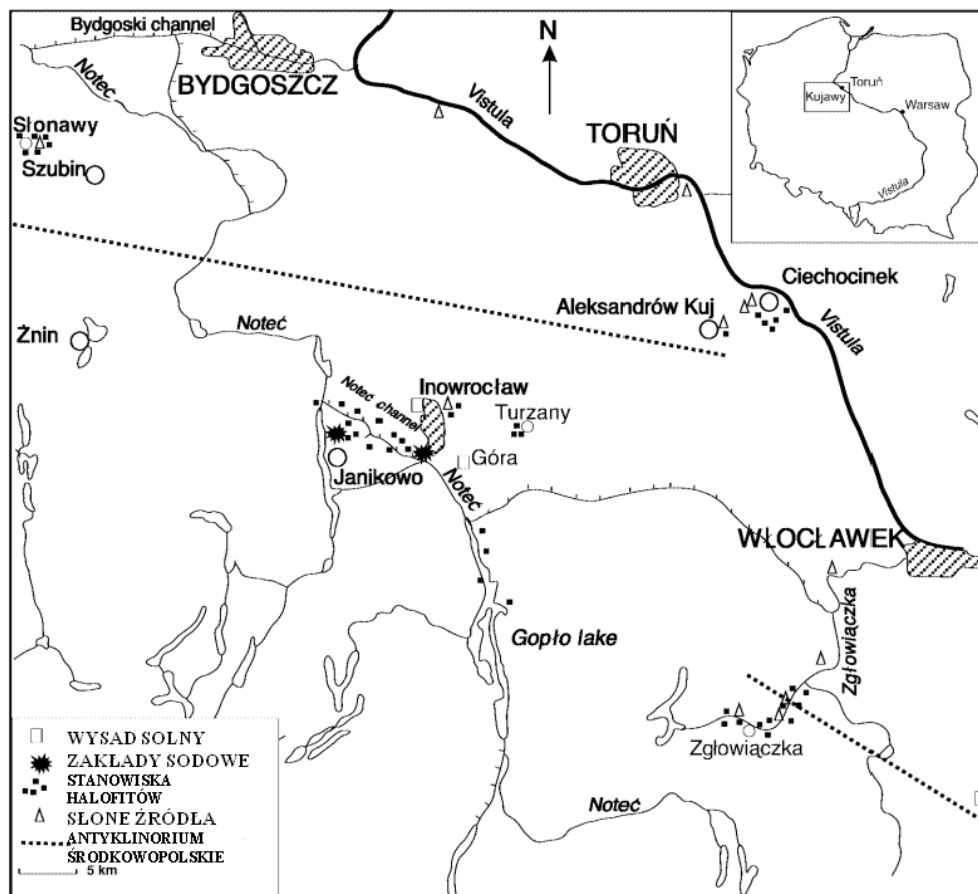 Bydgoski channel
BYDGOSZCZ
Noteć
Vistula
N
Toruń
Kujawy
Warsaw
Vistula
Słonawy
Szubin
TORUŃ
Ciechocinek
Aleksandrów Kuj
Vistula
Żnin
Noteć
Inowrocław
Noteć channel
Turzany
Góra
Janikowo
Noteć
WŁOCŁAWEK
Gopło lake
Zgłowiączka
Zgłowiączka
Noteć
WYSAD SOLNY
ZAKŁADY SODOWE
STANOWISKA
HALOFITÓW
SŁONE ŹRÓDŁA
ANTYKLINORIUM
ŚRODKOWOPOLSKIE
5 km